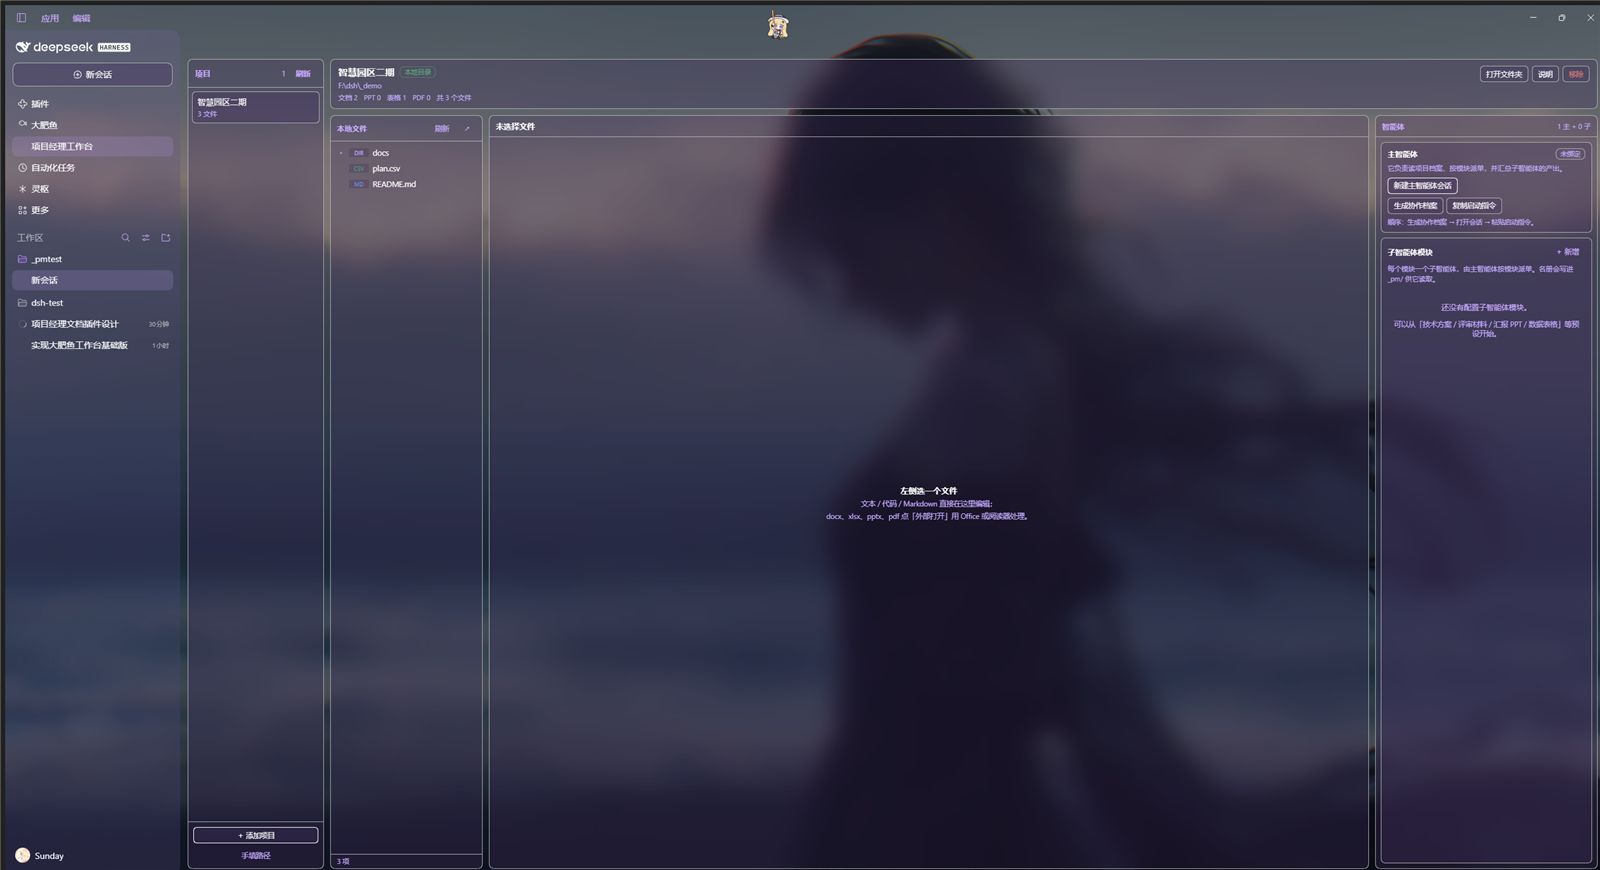 应用 编辑
deepseek HARNESS
新会话
插件
大肥鱼
项目经理工作台
自动化任务
灵枢
更多
工作区
_pmtest
新会话
dsh-test
项目经理文档插件设计 30分钟
实现大肥鱼工作台基础版 1小时
Sunday
项目 1 刷新
智慧园区二期
3 文件
+ 添加项目
手填路径
智慧园区二期 本地目录
F:\dsh\_demo
文档 2 PPT 0 表格 1 PDF 0 共 3 个文件
打开文件夹 说明 移除
本地文件 刷新
DIR docs
CSV plan.csv
MD README.md
3 项
未选择文件
左侧选一个文件
文本 / 代码 / Markdown 直接在这里编辑;
docx、xlsx、pptx、pdf 点「外部打开」用 Office 或阅读器处理。
智能体 1 主 + 0 子
主智能体 未绑定
它负责读项目档案、按模块派单、并汇总子智能体的产出。
新建主智能体会话
生成协作档案 复制启动指令
顺序：生成协作档案 → 打开会话 → 粘贴启动指令。
子智能体模块 + 新增
每个模块一个子智能体，由主智能体按模块派单。名册会写进
_pm/ 供它读取。
还没有配置子智能体模块。
可以从「技术方案 / 评审材料 / 汇报 PPT / 数据表格」等预
设开始。